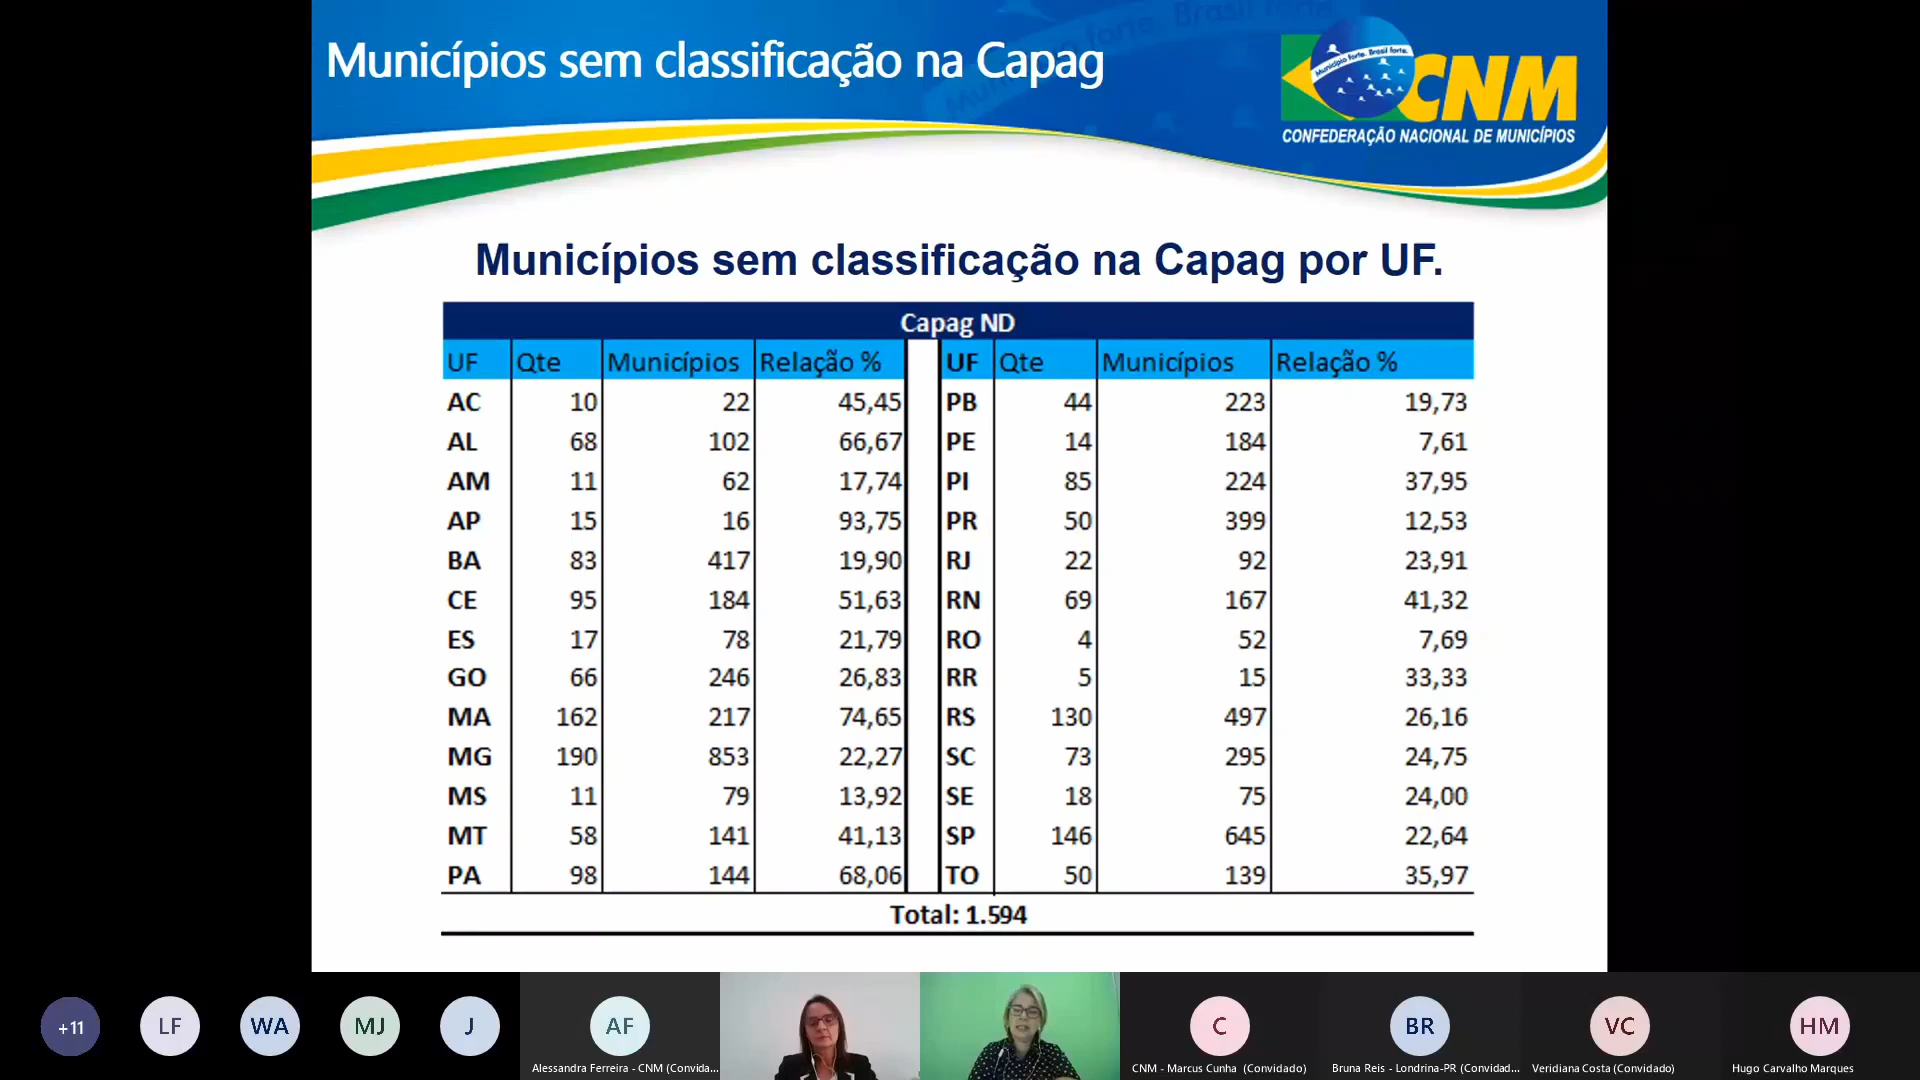 Municípios sem classificação na Capag
Município forte. Brasil forte.
CNM
CONFEDERAÇÃO NACIONAL DE MUNICÍPIOS
Municípios sem classificação na Capag por UF.
Capag ND
UF Qte Municípios Relação % UF Qte Municípios Relação %
AC 10 22 45,45 PB 44 223 19,73
AL 68 102 66,67 PE 14 184 7,61
AM 11 62 17,74 PI 85 224 37,95
AP 15 16 93,75 PR 50 399 12,53
BA 83 417 19,90 RJ 22 92 23,91
CE 95 184 51,63 RN 69 167 41,32
ES 17 78 21,79 RO 4 52 7,69
GO 66 246 26,83 RR 5 15 33,33
MA 162 217 74,65 RS 130 497 26,16
MG 190 853 22,27 SC 73 295 24,75
MS 11 79 13,92 SE 18 75 24,00
MT 58 141 41,13 SP 146 645 22,64
PA 98 144 68,06 TO 50 139 35,97
Total: 1.594
+11 LF WA MJ J AF C BR VC HM
Alessandra Ferreira - CNM (Convida... CNM - Marcus Cunha (Convidado) Bruna Reis - Londrina-PR (Convidad... Veridiana Costa (Convidado) Hugo Carvalho Marques